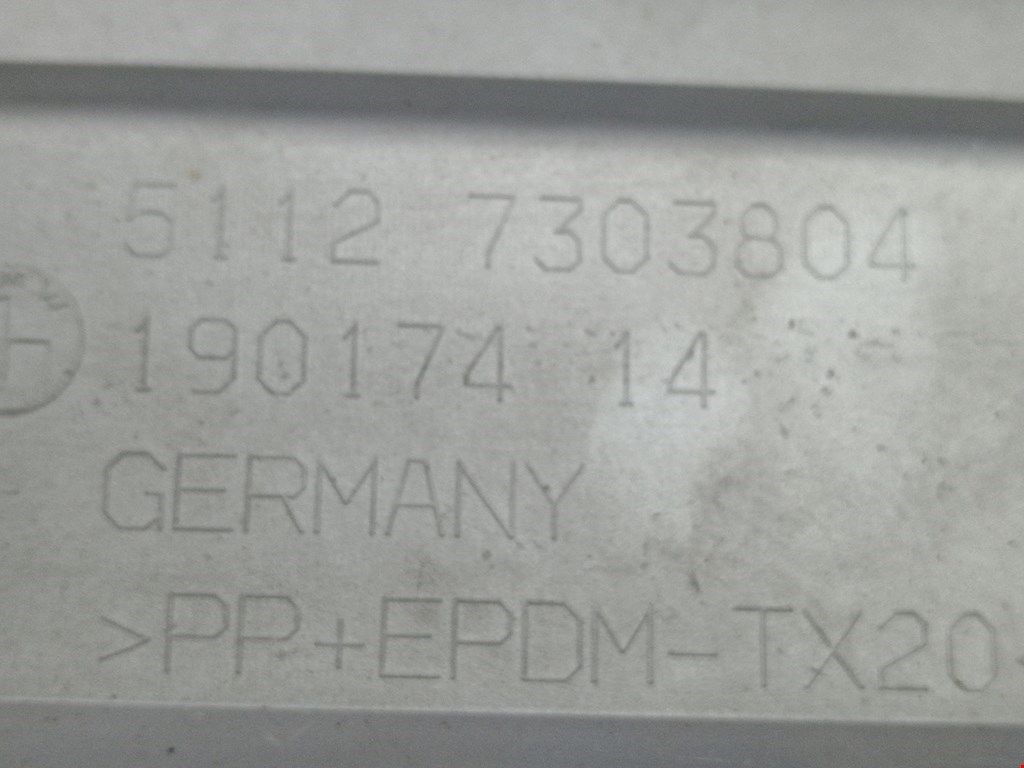 5112 7303804
190174 14
GERMANY
>PP+EPDM-TX20